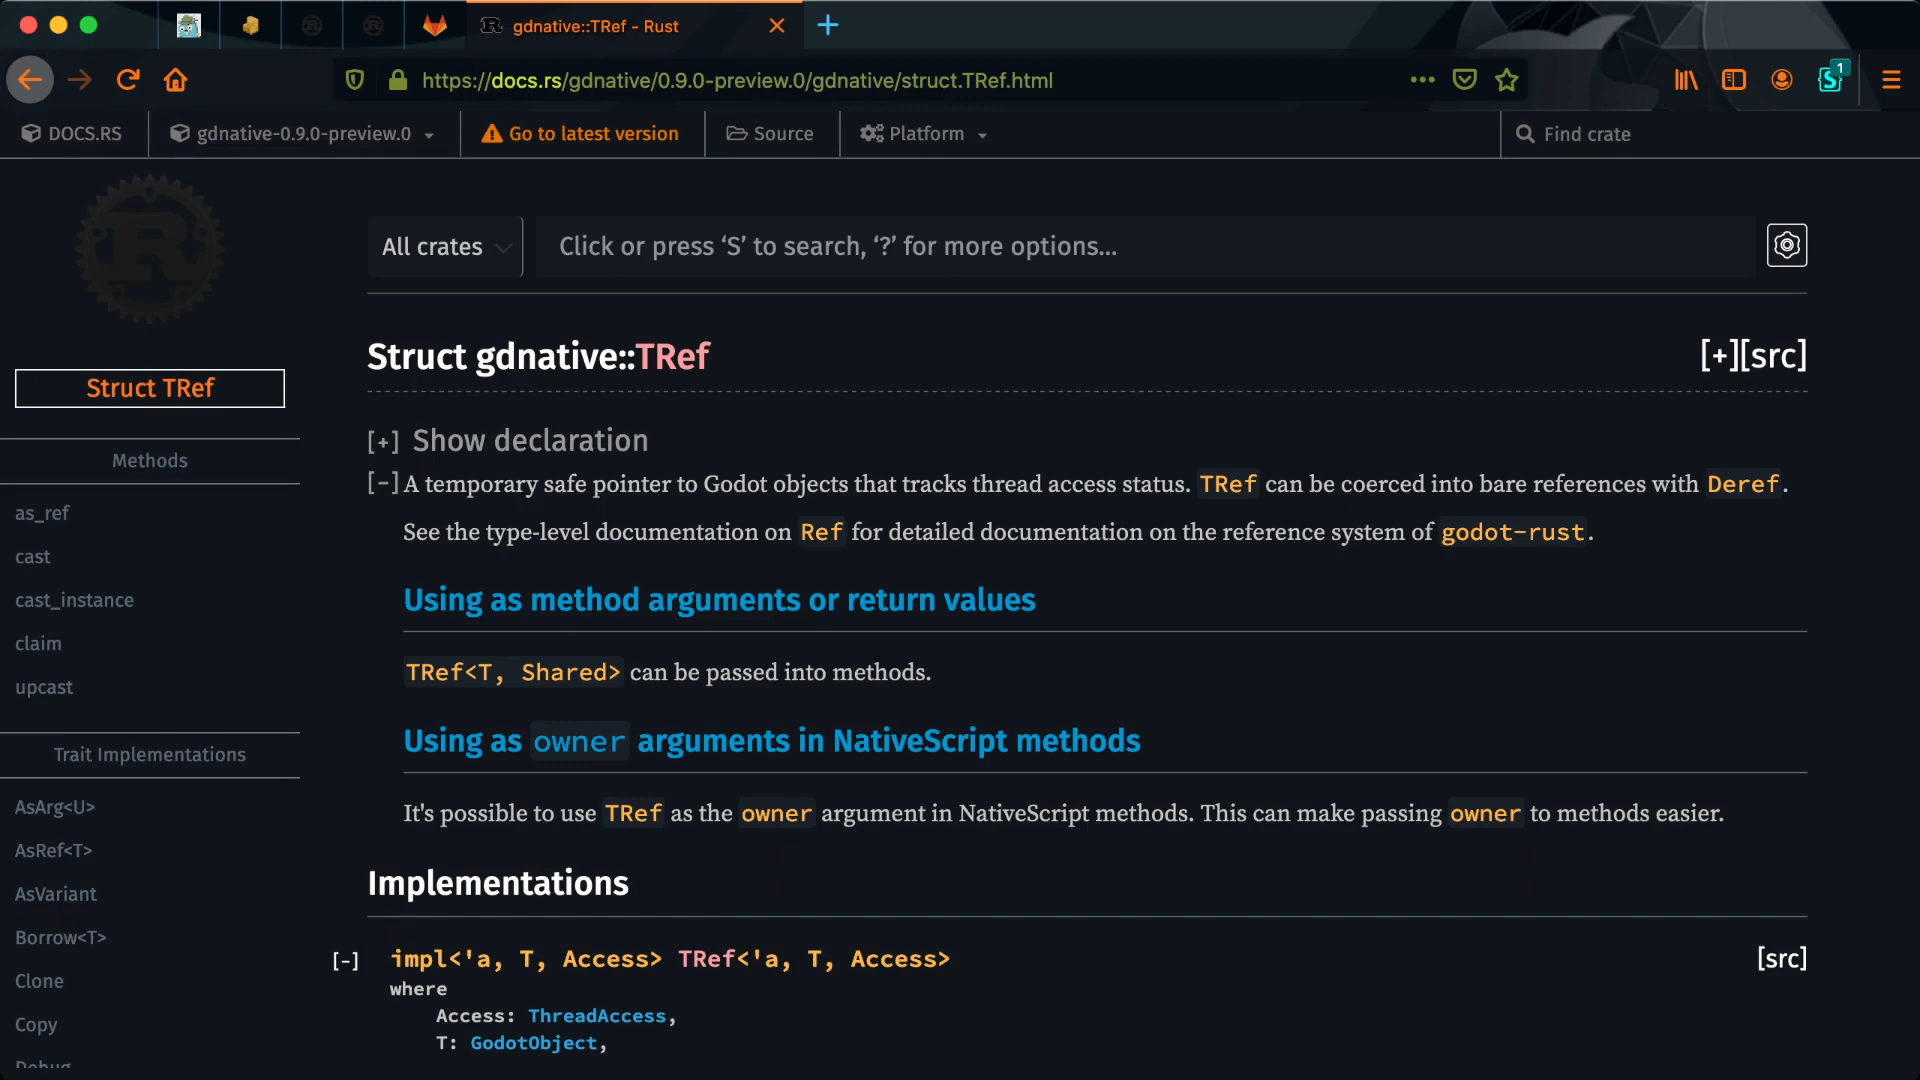 gdnative::TRef - Rust
https://docs.rs/gdnative/0.9.0-preview.0/gdnative/struct.TRef.html
1
DOCS.RS
gdnative-0.9.0-preview.0
Go to latest version
Source
Platform
Find crate
All crates
Click or press ‘S’ to search, ‘?’ for more options…
Struct gdnative::TRef
[+][src]
Struct TRef
Methods
as_ref
cast
cast_instance
claim
upcast
Trait Implementations
AsArg<U>
AsRef<T>
AsVariant
Borrow<T>
Clone
Copy
Debug
[+] Show declaration
[-] A temporary safe pointer to Godot objects that tracks thread access status. TRef can be coerced into bare references with Deref.
See the type-level documentation on Ref for detailed documentation on the reference system of godot-rust.
Using as method arguments or return values
TRef<T, Shared> can be passed into methods.
Using as owner arguments in NativeScript methods
It's possible to use TRef as the owner argument in NativeScript methods. This can make passing owner to methods easier.
Implementations
[-] impl<'a, T, Access> TRef<'a, T, Access>
[src]
where
Access: ThreadAccess,
T: GodotObject,